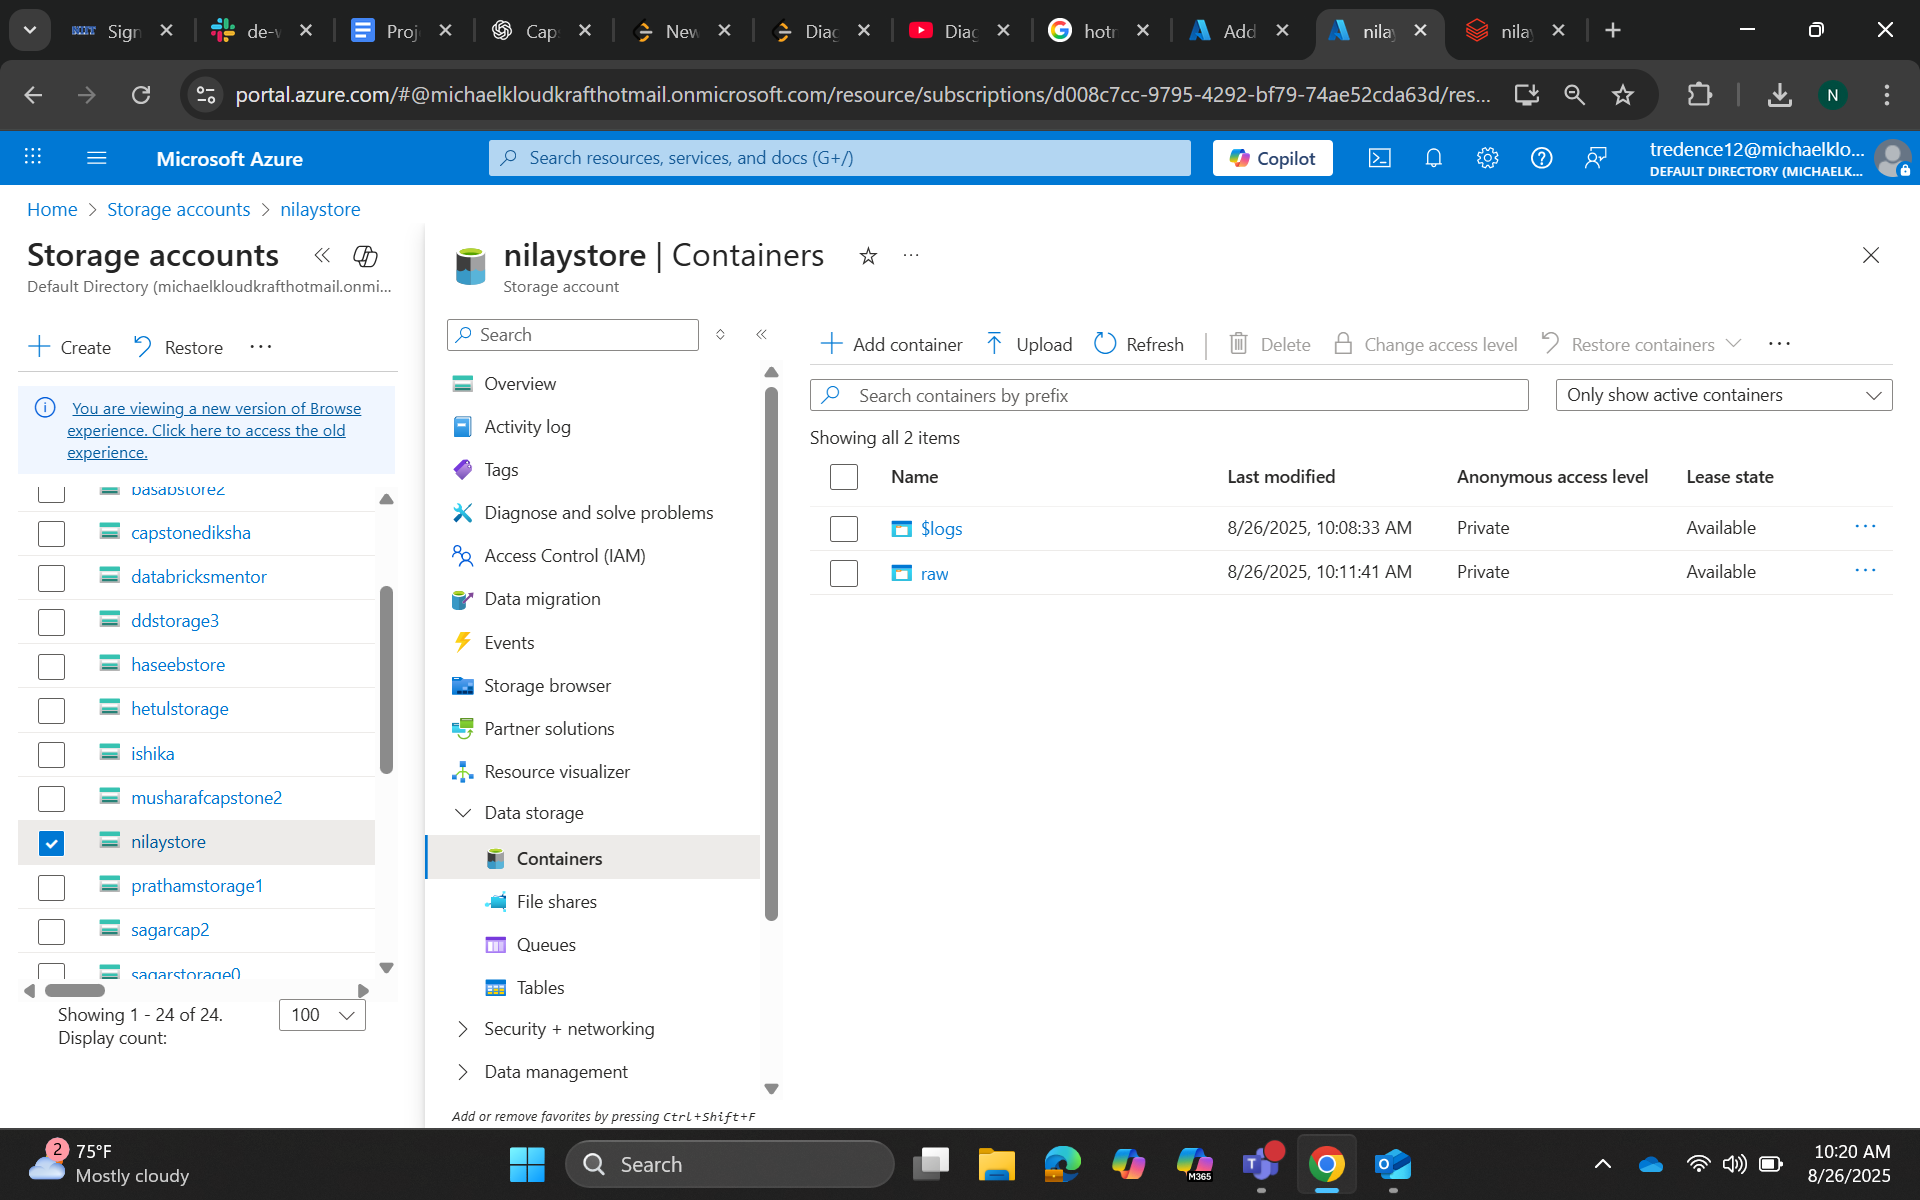 Sign
de-v
Proj
Cap
New
Diag
Diag
hotr
Add
nilay
nilay
portal.azure.com/#@michaelkloudkrafthotmail.onmicrosoft.com/resource/subscriptions/d008c7cc-9795-4292-bf79-74ae52cda63d/res...
N
Microsoft Azure
Search resources, services, and docs (G+/)
Copilot
tredence12@michaelklo...
DEFAULT DIRECTORY (MICHAELK...
Home > Storage accounts > nilaystore
Storage accounts
Default Directory (michaelkloudkrafthotmail.onmi...
Create
Restore
You are viewing a new version of Browse
experience. Click here to access the old
experience.
basabstore2
capstonediksha
databricksmentor
ddstorage3
haseebstore
hetulstorage
ishika
musharafcapstone2
nilaystore
prathamstorage1
sagarcap2
sagarstorage0
Showing 1 - 24 of 24.
Display count:
100
nilaystore | Containers
Storage account
Search
Overview
Activity log
Tags
Diagnose and solve problems
Access Control (IAM)
Data migration
Events
Storage browser
Partner solutions
Resource visualizer
Data storage
Containers
File shares
Queues
Tables
Security + networking
Data management
Add or remove favorites by pressing Ctrl+Shift+F
Add container
Upload
Refresh
Delete
Change access level
Restore containers
Search containers by prefix
Only show active containers
Showing all 2 items
Name Last modified Anonymous access level Lease state
$logs 8/26/2025, 10:08:33 AM Private Available
raw 8/26/2025, 10:11:41 AM Private Available
2
75°F
Mostly cloudy
Search
M365
10:20 AM
8/26/2025